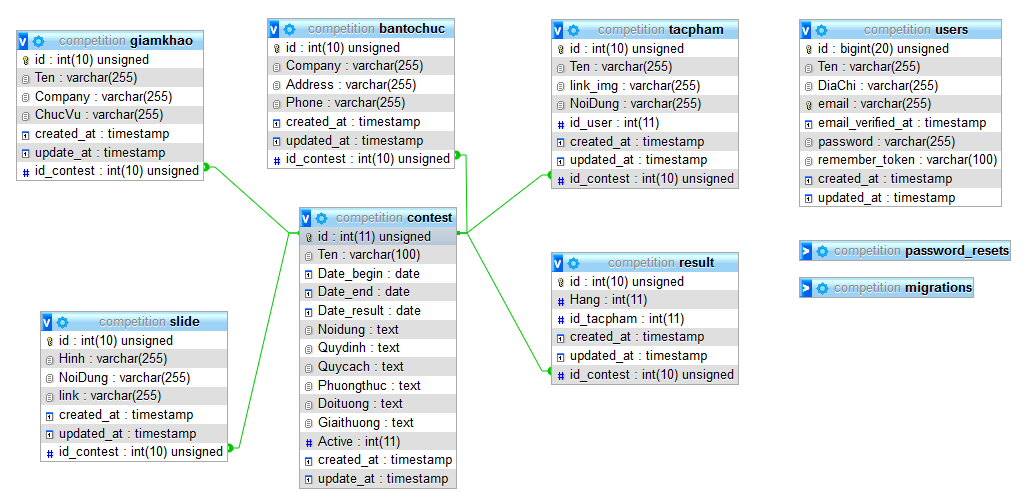 competition giamkhao
id : int(10) unsigned
Ten : varchar(255)
Company : varchar(255)
ChucVu : varchar(255)
created_at : timestamp
update_at : timestamp
id_contest : int(10) unsigned
competition bantochuc
id : int(10) unsigned
Company : varchar(255)
Address : varchar(255)
Phone : varchar(255)
created_at : timestamp
updated_at : timestamp
id_contest : int(10) unsigned
competition tacpham
id : int(10) unsigned
Ten : varchar(255)
link_img : varchar(255)
NoiDung : varchar(255)
id_user : int(11)
created_at : timestamp
updated_at : timestamp
id_contest : int(10) unsigned
competition users
id : bigint(20) unsigned
Ten : varchar(255)
DiaChi : varchar(255)
email : varchar(255)
email_verified_at : timestamp
password : varchar(255)
remember_token : varchar(100)
created_at : timestamp
updated_at : timestamp
competition contest
id : int(11) unsigned
Ten : varchar(100)
Date_begin : date
Date_end : date
Date_result : date
Noidung : text
Quydinh : text
Quycach : text
Phuongthuc : text
Doituong : text
Giaithuong : text
Active : int(11)
created_at : timestamp
update_at : timestamp
competition result
id : int(10) unsigned
Hang : int(11)
id_tacpham : int(11)
created_at : timestamp
updated_at : timestamp
id_contest : int(10) unsigned
competition password_resets
competition migrations
competition slide
id : int(10) unsigned
Hinh : varchar(255)
NoiDung : varchar(255)
link : varchar(255)
created_at : timestamp
updated_at : timestamp
id_contest : int(10) unsigned